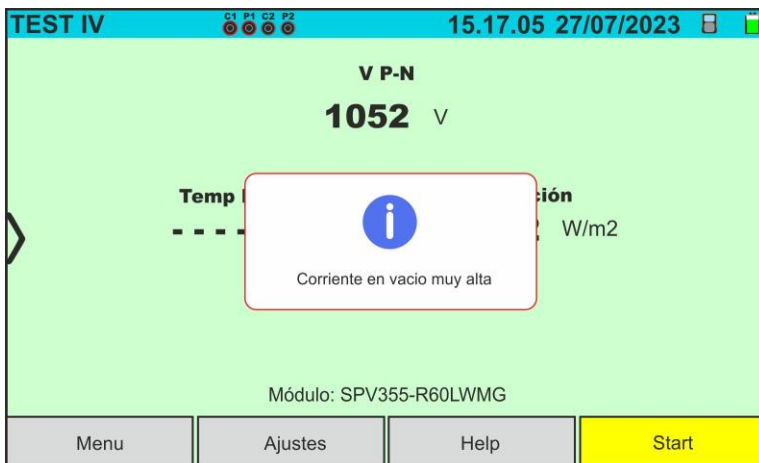 TEST IV C1 P1 C2 P2 15.17.05 27/07/2023
V P-N
1052 V
Temp ción
- - - - W/m2
i
Corriente en vacio muy alta
Módulo: SPV355-R60LWMG
Menu Ajustes Help Start